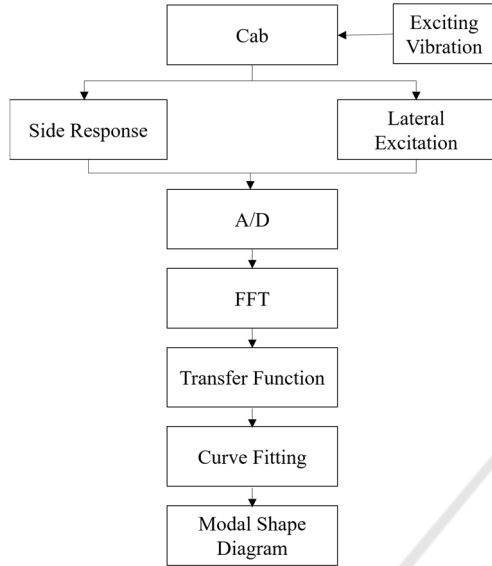 Cab
Exciting
Vibration
Side Response
Lateral
Excitation
A/D
FFT
Transfer Function
Curve Fitting
Modal Shape
Diagram